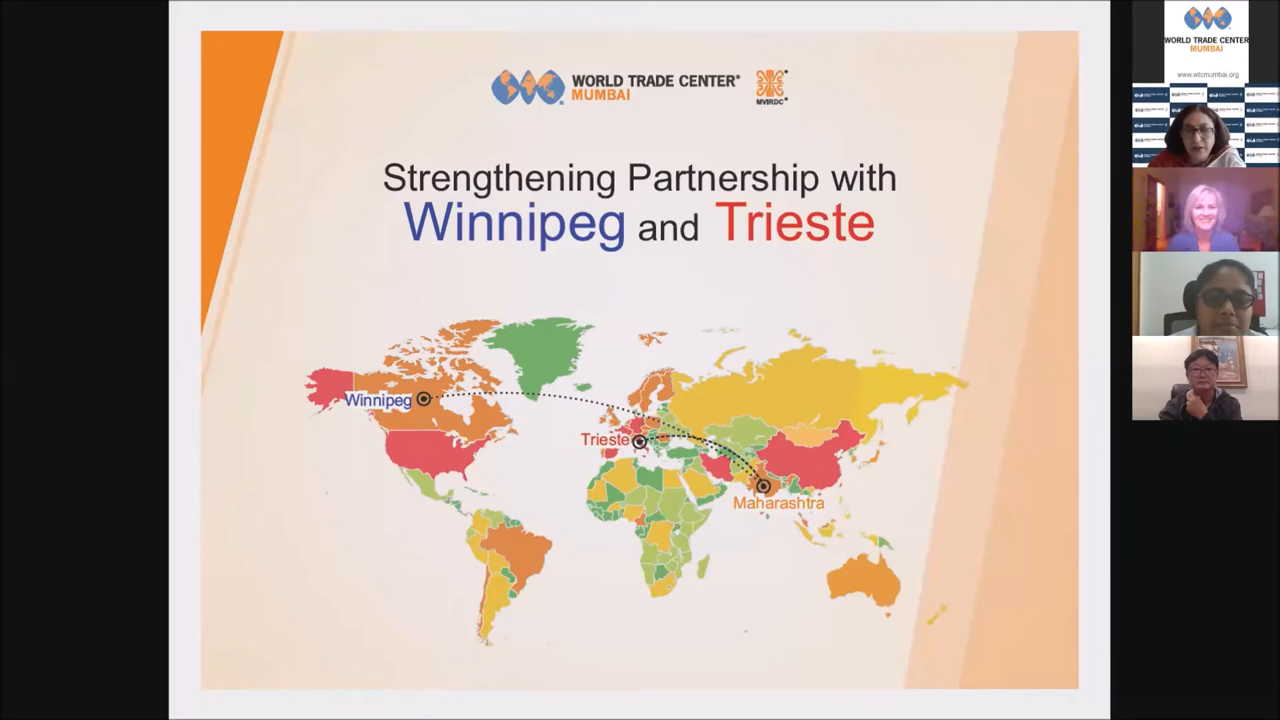 WORLD TRADE CENTER®
MUMBAI
MVIRDC®
Strengthening Partnership with
Winnipeg and Trieste
Winnipeg
Trieste
Maharashtra
WORLD TRADE CENTER
MUMBAI
www.wtcmumbai.org